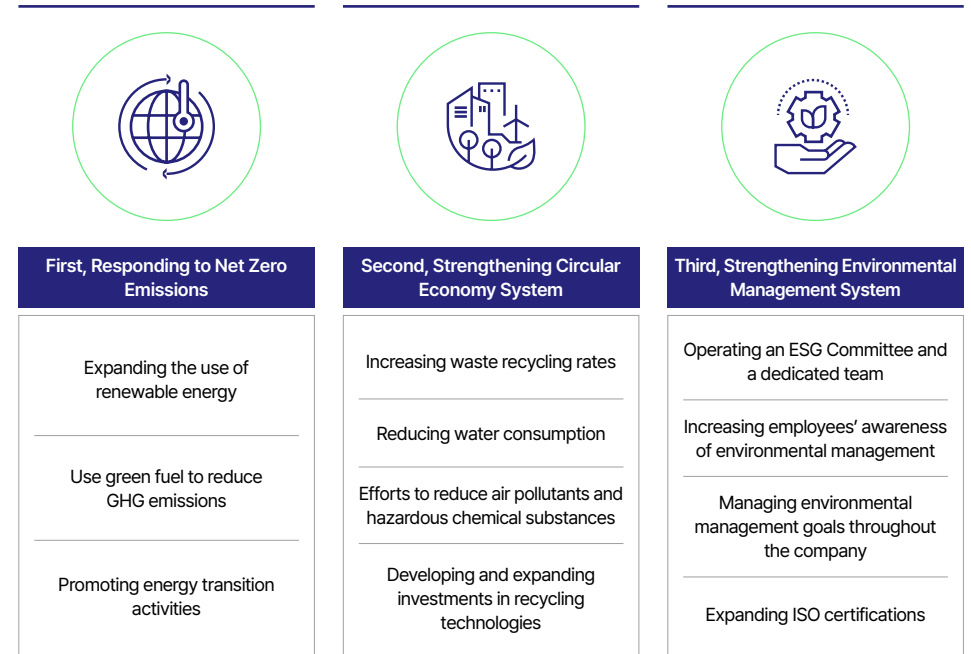 First, Responding to Net Zero
Emissions
Expanding the use of
renewable energy
Use green fuel to reduce
GHG emissions
Promoting energy transition
activities
Second, Strengthening Circular
Economy System
Increasing waste recycling rates
Reducing water consumption
Efforts to reduce air pollutants and
hazardous chemical substances
Developing and expanding
investments in recycling
technologies
Third, Strengthening Environmental
Management System
Operating an ESG Committee and
a dedicated team
Increasing employees’ awareness
of environmental management
Managing environmental
management goals throughout
the company
Expanding ISO certifications